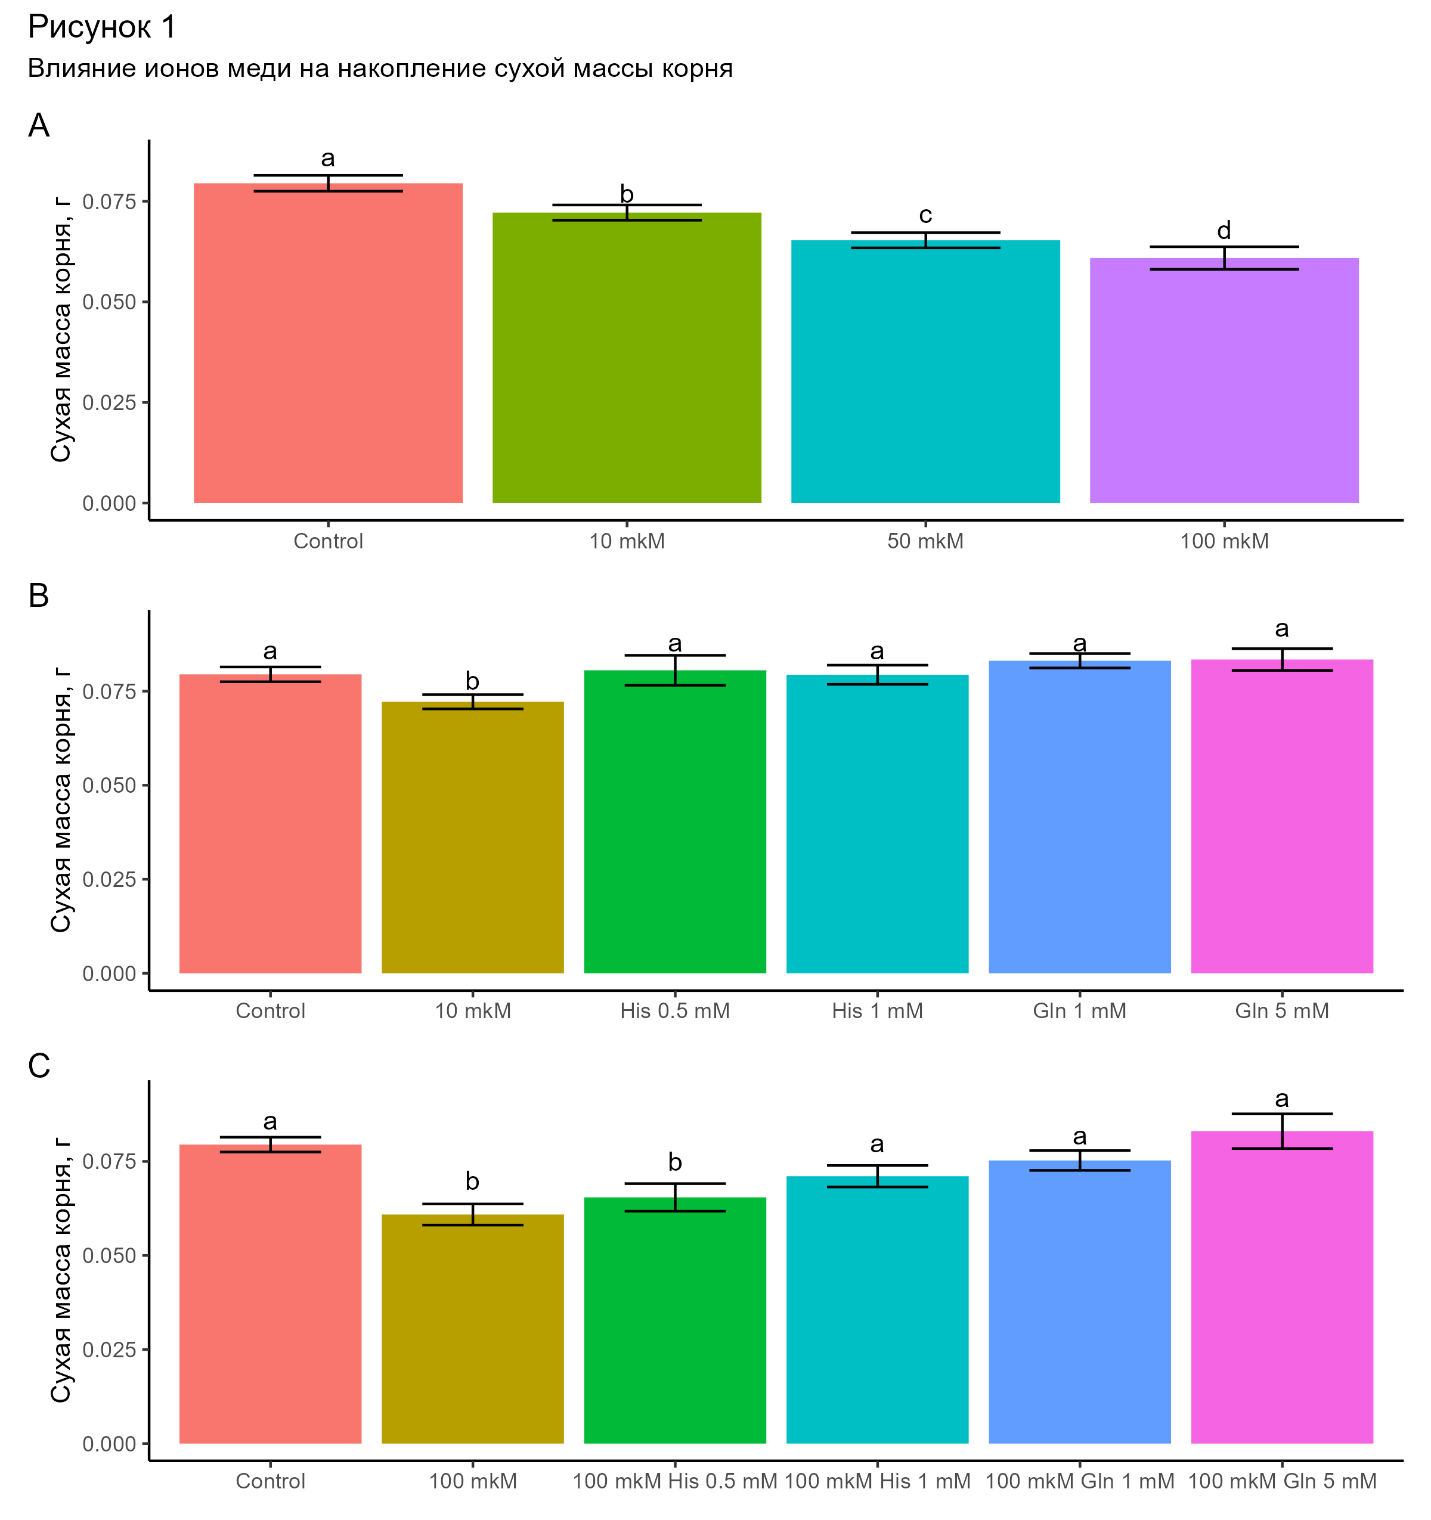 Рисунок 1
Влияние ионов меди на накопление сухой массы корня
A
Сухая масса корня, г
0.075
0.050
0.025
0.000
a
b
c
d
Control
10 mkM
50 mkM
100 mkM
B
Сухая масса корня, г
0.075
0.050
0.025
0.000
a
b
a
a
a
a
Control
10 mkM
His 0.5 mM
His 1 mM
Gln 1 mM
Gln 5 mM
C
Сухая масса корня, г
0.075
0.050
0.025
0.000
a
b
b
a
a
a
Control
100 mkM
100 mkM His 0.5 mM
100 mkM His 1 mM
100 mkM Gln 1 mM
100 mkM Gln 5 mM